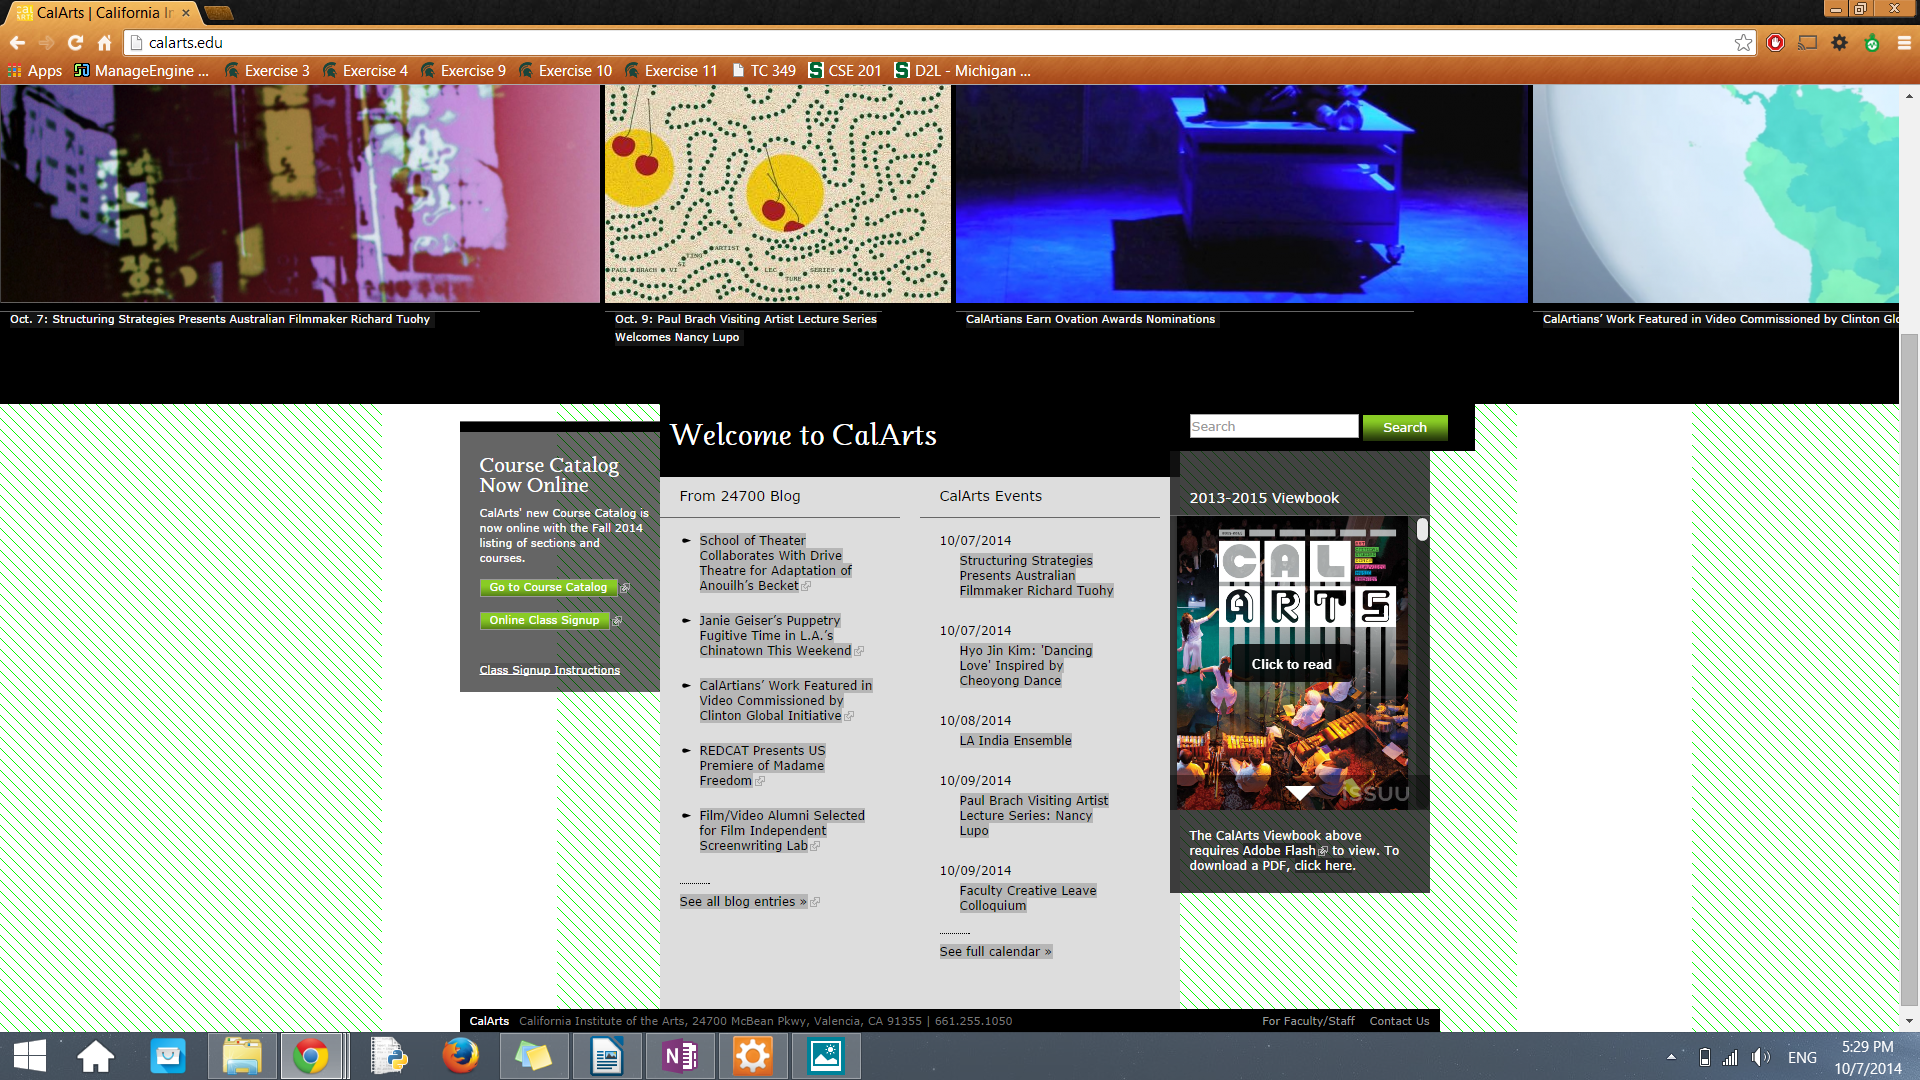 CalArts | California In
calarts.edu
Apps ManageEngine ... Exercise 3 Exercise 4 Exercise 9 Exercise 10 Exercise 11 TC 349 CSE 201 D2L - Michigan ...
ARTIST
TING
SI
PAUL BRACH VI
LEC
TURE
SERIES
Oct. 7: Structuring Strategies Presents Australian Filmmaker Richard Tuohy
Oct. 9: Paul Brach Visiting Artist Lecture Series
Welcomes Nancy Lupo
CalArtians Earn Ovation Awards Nominations
CalArtians’ Work Featured in Video Commissioned by Clinton Glo
Welcome to CalArts
Search Search
Course Catalog
Now Online
CalArts' new Course Catalog is
now online with the Fall 2014
listing of sections and
courses.
Go to Course Catalog
Online Class Signup
Class Signup Instructions
From 24700 Blog
School of Theater
Collaborates With Drive
Theatre for Adaptation of
Anouilh’s Becket
Janie Geiser’s Puppetry
Fugitive Time in L.A.’s
Chinatown This Weekend
CalArtians’ Work Featured in
Video Commissioned by
Clinton Global Initiative
REDCAT Presents US
Premiere of Madame
Freedom
Film/Video Alumni Selected
for Film Independent
Screenwriting Lab
See all blog entries »
CalArts Events
10/07/2014
Structuring Strategies
Presents Australian
Filmmaker Richard Tuohy
10/07/2014
Hyo Jin Kim: 'Dancing
Love' Inspired by
Cheoyong Dance
10/08/2014
LA India Ensemble
10/09/2014
Paul Brach Visiting Artist
Lecture Series: Nancy
Lupo
10/09/2014
Faculty Creative Leave
Colloquium
See full calendar »
2013-2015 Viewbook
CAL
ARTS
Click to read
issuu
The CalArts Viewbook above
requires Adobe Flash to view. To
download a PDF, click here.
CalArts California Institute of the Arts, 24700 McBean Pkwy, Valencia, CA 91355 | 661.255.1050
For Faculty/Staff Contact Us
ENG
5:29 PM
10/7/2014